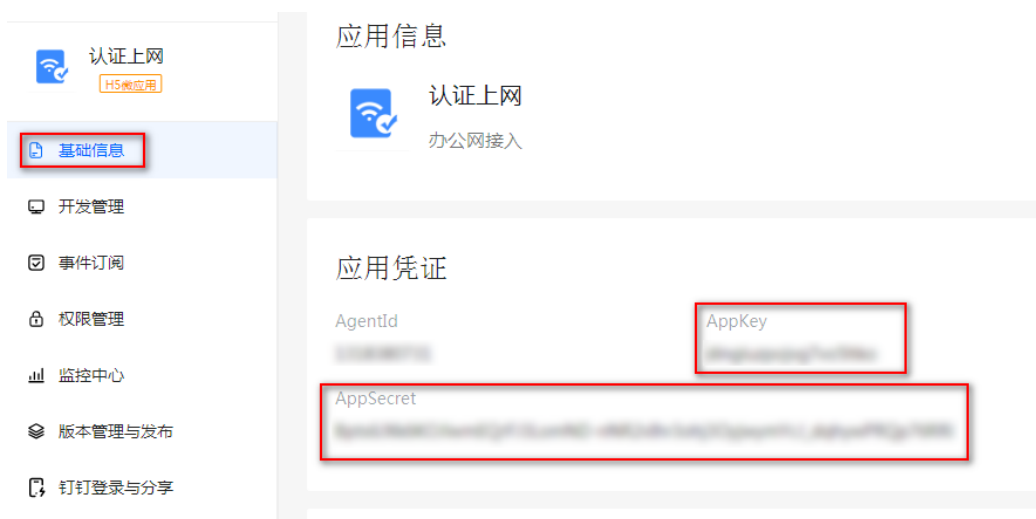 认证上网
H5微应用
基础信息
开发管理
事件订阅
权限管理
监控中心
版本管理与发布
钉钉登录与分享
应用信息
认证上网
办公网接入
应用凭证
AgentId
AppKey
AppSecret